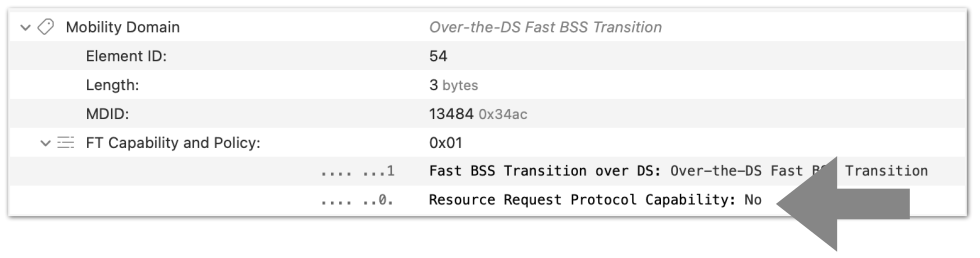 Mobility Domain Over-the-DS Fast BSS Transition
Element ID: 54
Length: 3 bytes
MDID: 13484 0x34ac
FT Capability and Policy: 0x01
.... ...1 Fast BSS Transition over DS: Over-the-DS Fast BSS Transition
.... ..0. Resource Request Protocol Capability: No